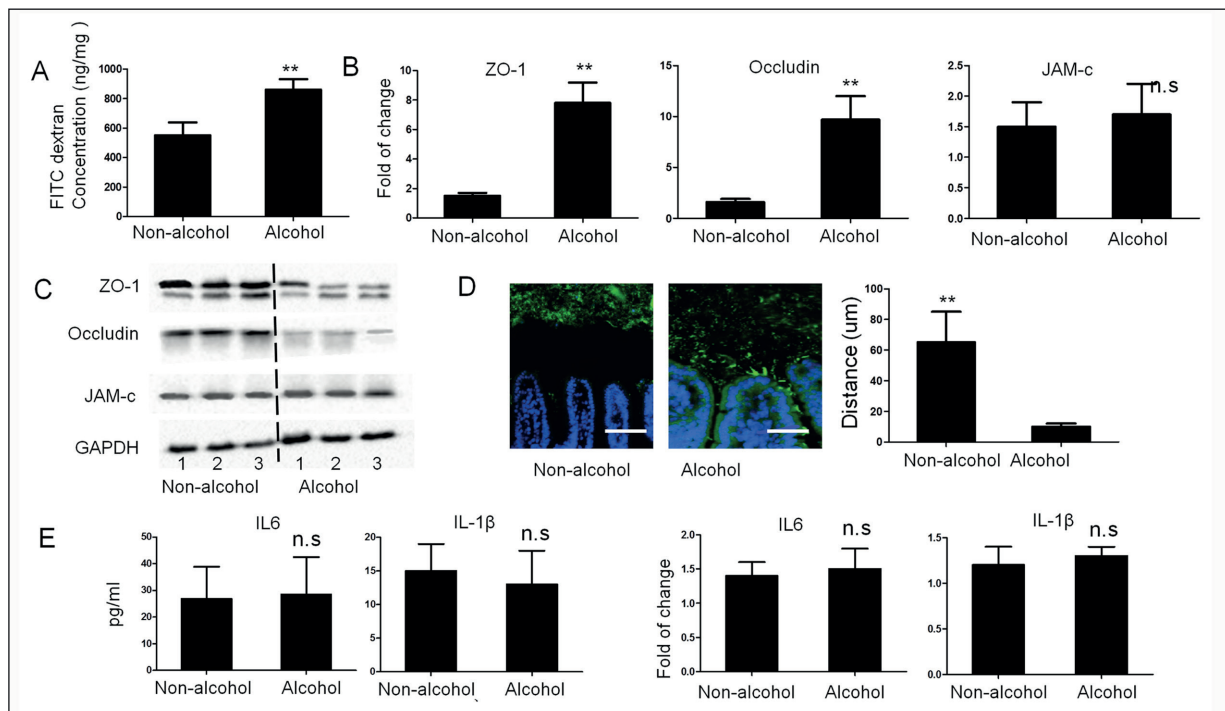 A
FITC dextran
Concentration (ng/mg)
1000
800
600
400
200
0
**
Non-alcohol
Alcohol
B
Fold of change
ZO-1
8
6
4
2
0
**
Non-alcohol
Alcohol
Occludin
15
10
5
0
**
Non-alcohol
Alcohol
JAM-c
2.5
2.0
1.5
1.0
0.5
0.0
n.s
Non-alcohol
Alcohol
C
ZO-1
Occludin
JAM-c
GAPDH
1 2 3 1 2 3
Non-alcohol Alcohol
D
Non-alcohol
Alcohol
Distance (um)
100
80
60
40
20
0
**
Non-alcohol
Alcohol
E
IL6
pg/ml
50
40
30
20
10
0
n.s
Non-alcohol
Alcohol
IL-1β
20
15
10
5
0
n.s
Non-alcohol
Alcohol
IL6
Fold of change
2.0
1.5
1.0
0.5
0.0
n.s
Non-alcohol
Alcohol
IL-1β
1.5
1.0
0.5
0.0
n.s
Non-alcohol
Alcohol